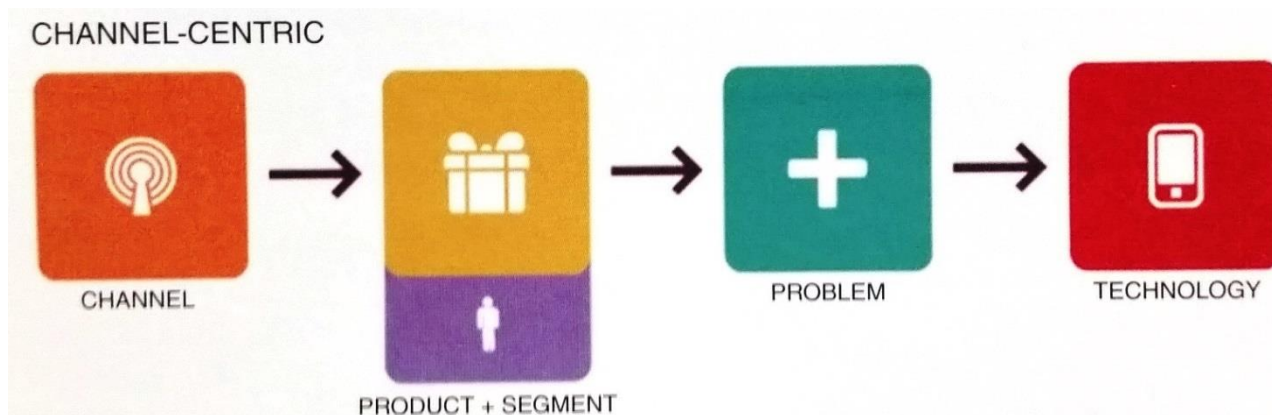 CHANNEL-CENTRIC
CHANNEL
PRODUCT + SEGMENT
PROBLEM
TECHNOLOGY